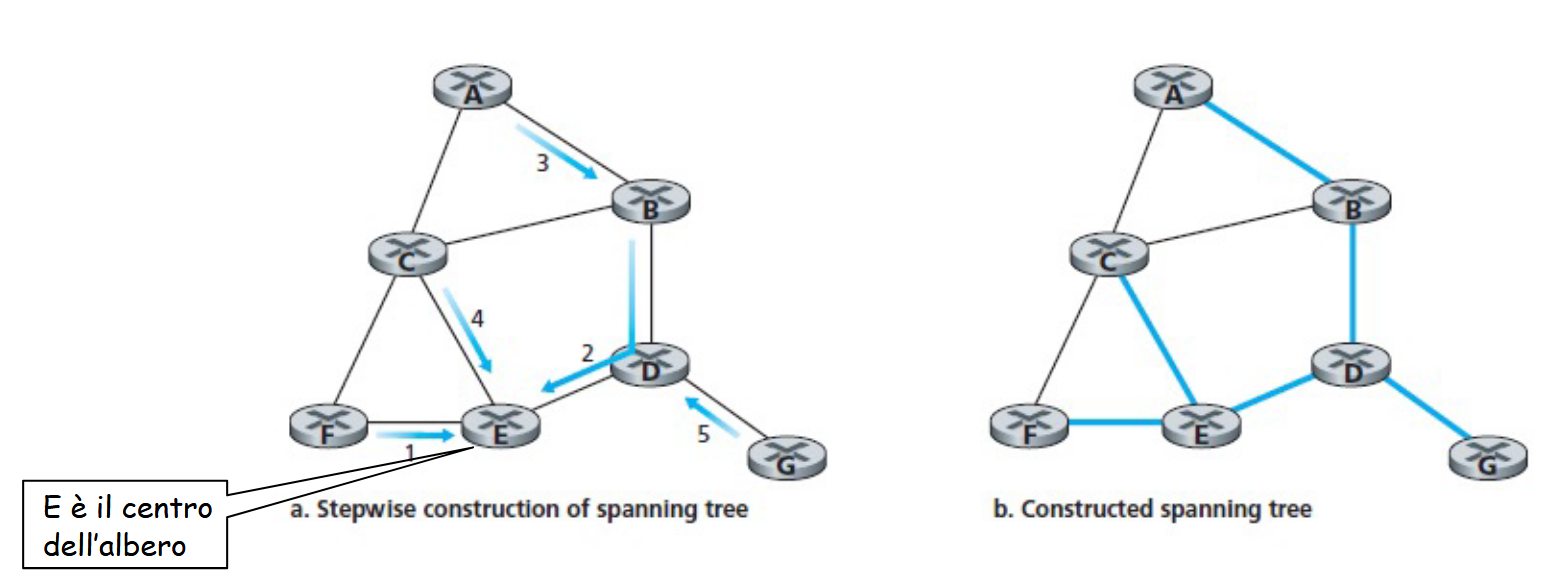 A
3
B
C
4
2
D
F
E
1
5
G
E è il centro
dell'albero
a. Stepwise construction of spanning tree
A
B
C
D
F
E
G
b. Constructed spanning tree